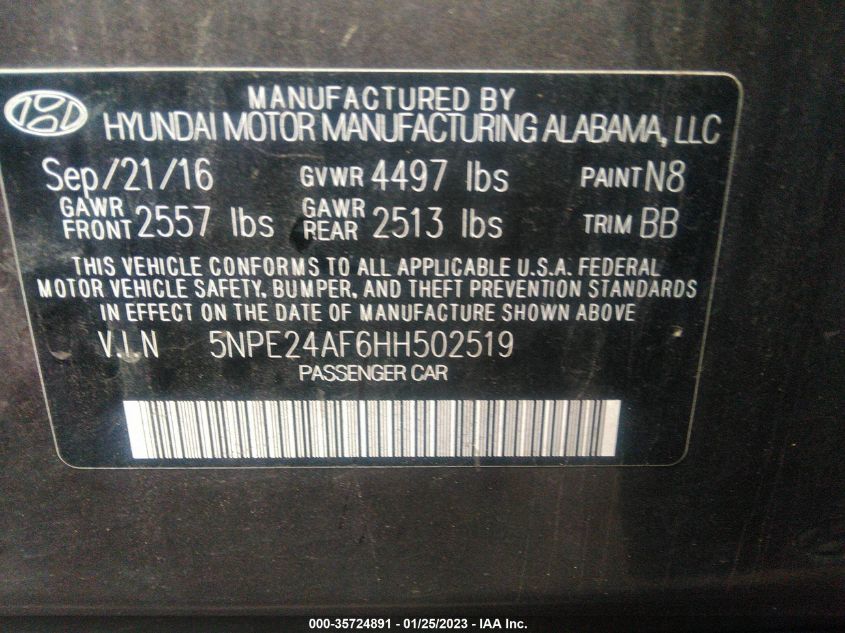 MANUFACTURED BY
HYUNDAI MOTOR MANUFACTURING ALABAMA, LLC
Sep/21/16 GVWR 4497 lbs PAINT N8
GAWR FRONT 2557 lbs GAWR REAR 2513 lbs TRIM BB
THIS VEHICLE CONFORMS TO ALL APPLICABLE U.S.A. FEDERAL
MOTOR VEHICLE SAFETY, BUMPER, AND THEFT PREVENTION STANDARDS
IN EFFECT ON THE DATE OF MANUFACTURE SHOWN ABOVE
V.I.N 5NPE24AF6HH502519
PASSENGER CAR
000-35724891 - 01/25/2023 - IAA Inc.